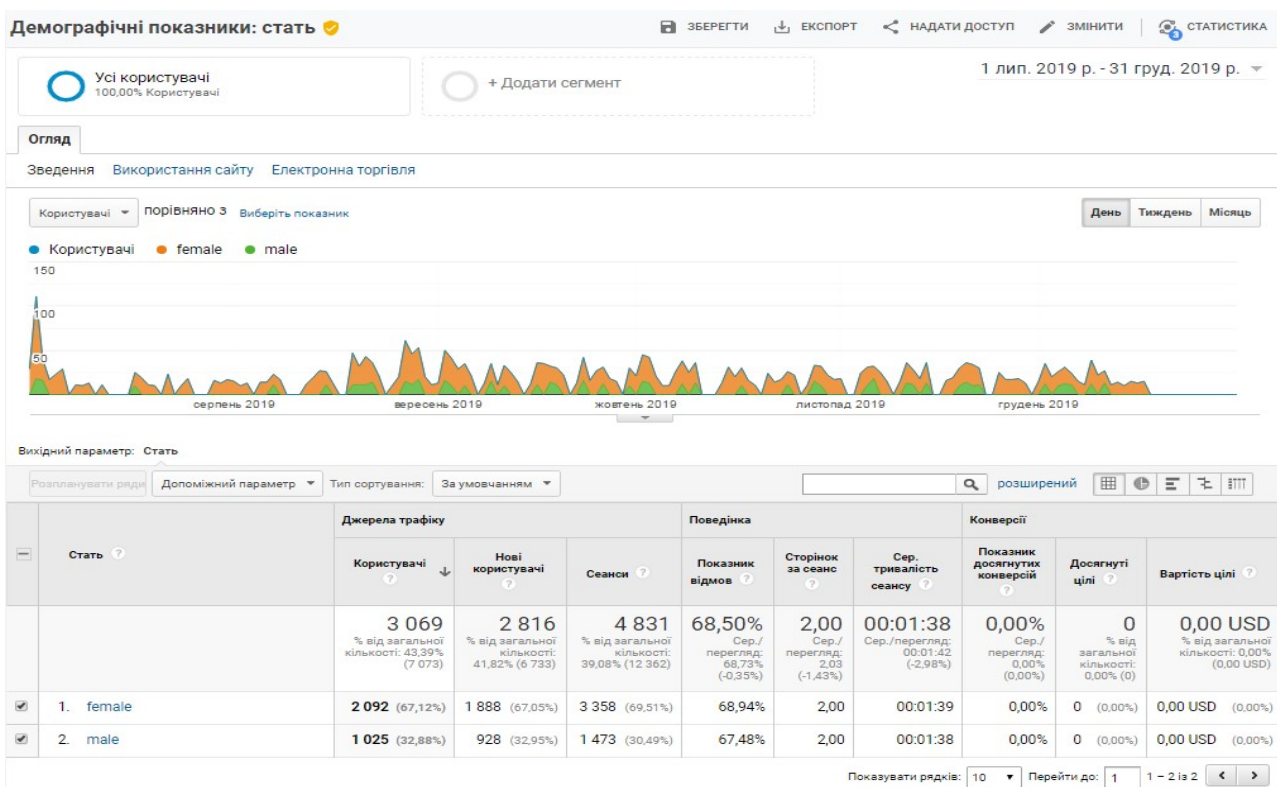 Демографічні показники: стать
ЗБЕРЕГТИ ЕКСПОРТ НАДАТИ ДОСТУП ЗМІНИТИ СТАТИСТИКА
3
Усі користувачі
100,00% Користувачі
+ Додати сегмент
1 лип. 2019 р. - 31 груд. 2019 р.
Огляд
Зведення Використання сайту Електронна торгівля
Користувачі порівняно з Виберіть показник
День Тиждень Місяць
Користувачі female male
150
100
50
серпень 2019 вересень 2019 жовтень 2019 листопад 2019 грудень 2019
Вихідний параметр: Стать
Розпланувати ряди Допоміжний параметр Тип сортування: За умовчанням розширений
Джерела трафіку Поведінка Конверсії
Стать ? Користувачі ? Нові користувачі ? Сеанси ? Показник відмов ? Сторінок за сеанс ? Сер. тривалість сеансу ? Показник досягнутих конверсій ? Досягнуті цілі ? Вартість цілі ?
3 069 2 816 4 831 68,50% 2,00 00:01:38 0,00% 0 0,00 USD
% від загальної кількості: 43,39% (7 073)
% від загальної кількості: 41,82% (6 733)
% від загальної кількості: 39,08% (12 362)
Сер./перегляд: 68,73% (-0,35%)
Сер./перегляд: 2,03 (-1,43%)
Сер./перегляд: 00:01:42 (-2,98%)
Сер./перегляд: 0,00% (0,00%)
% від загальної кількості: 0,00% (0)
% від загальної кількості: 0,00% (0,00 USD)
1. female 2 092 (67,12%) 1 888 (67,05%) 3 358 (69,51%) 68,94% 2,00 00:01:39 0,00% 0 (0,00%) 0,00 USD (0,00%)
2. male 1 025 (32,88%) 928 (32,95%) 1 473 (30,49%) 67,48% 2,00 00:01:38 0,00% 0 (0,00%) 0,00 USD (0,00%)
Показувати рядків: 10 Перейти до: 1 1 – 2 із 2